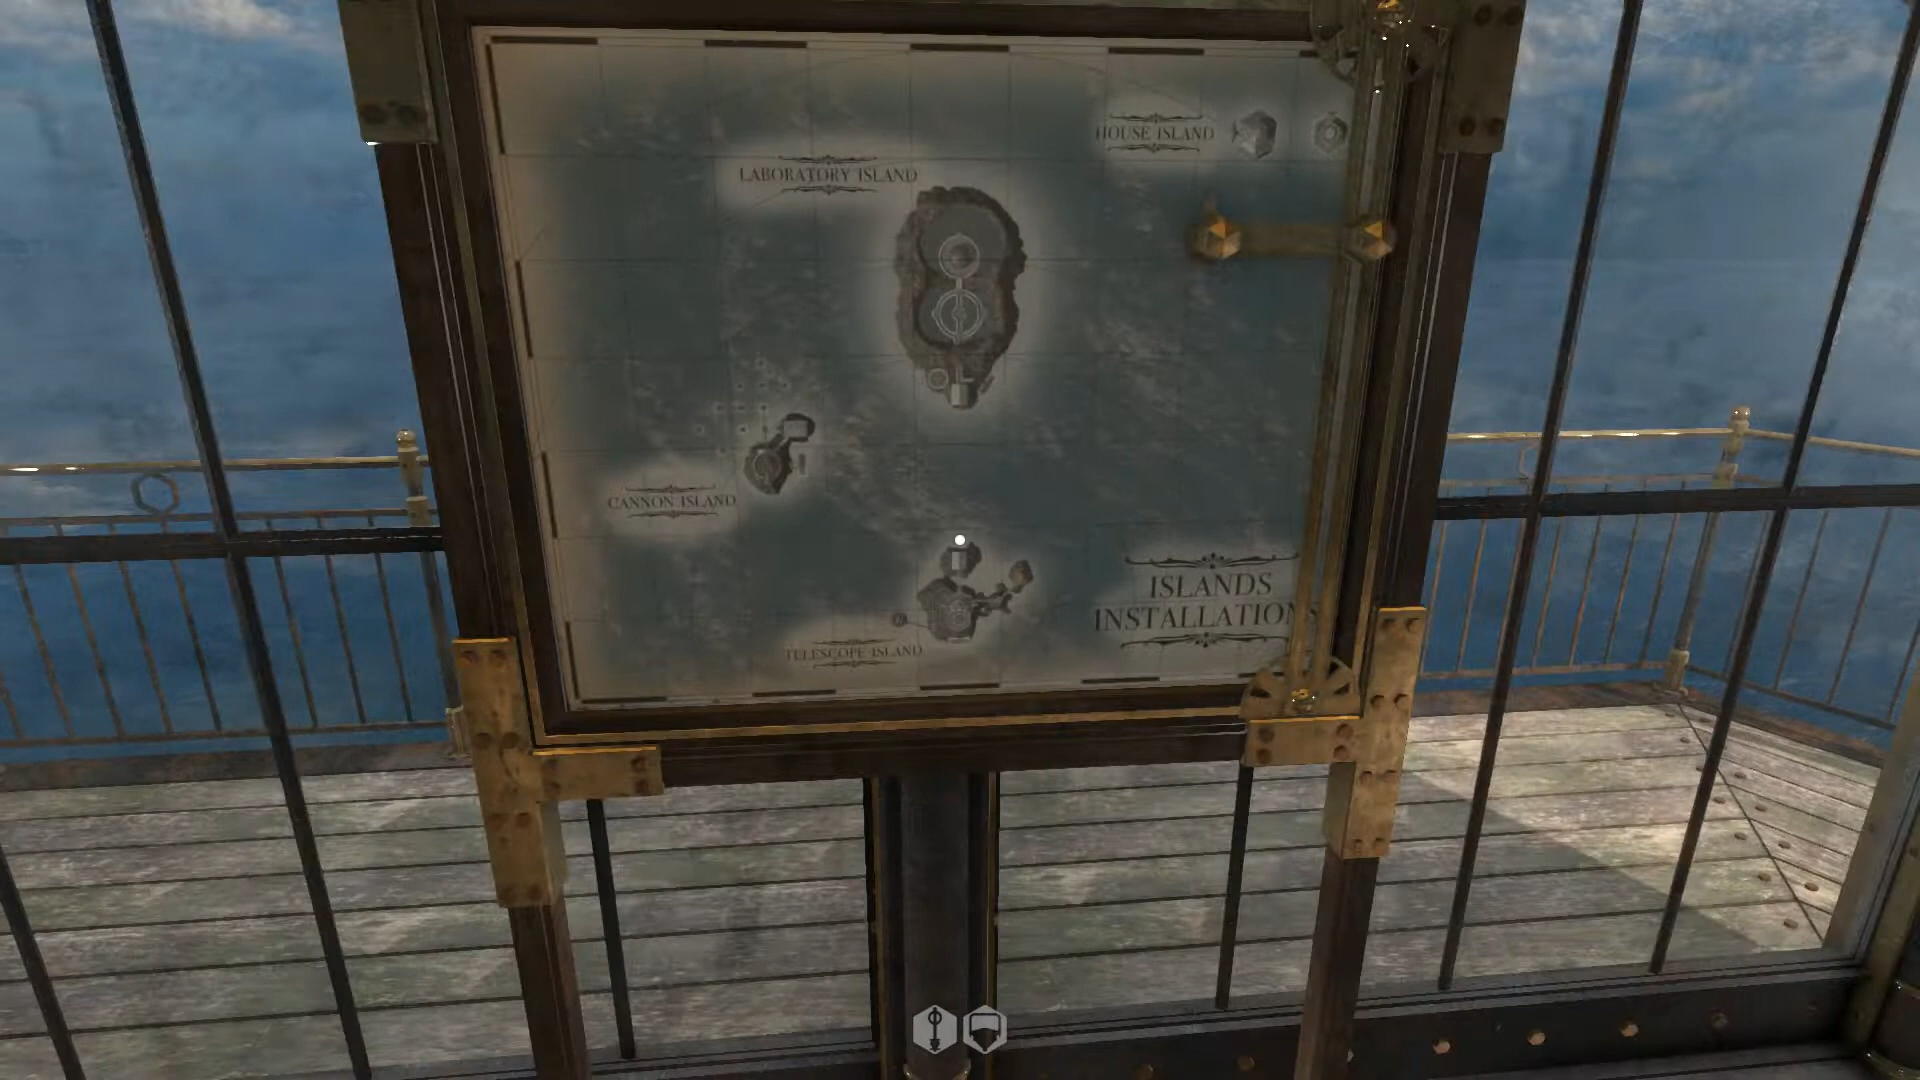 HOUSE ISLAND
LABORATORY ISLAND
CANNON ISLAND
ISLANDS
INSTALLATIONS
TELESCOPE ISLAND